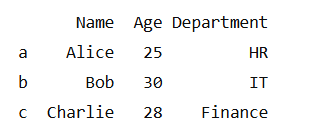 Name Age Department
a Alice 25 HR
b Bob 30 IT
c Charlie 28 Finance